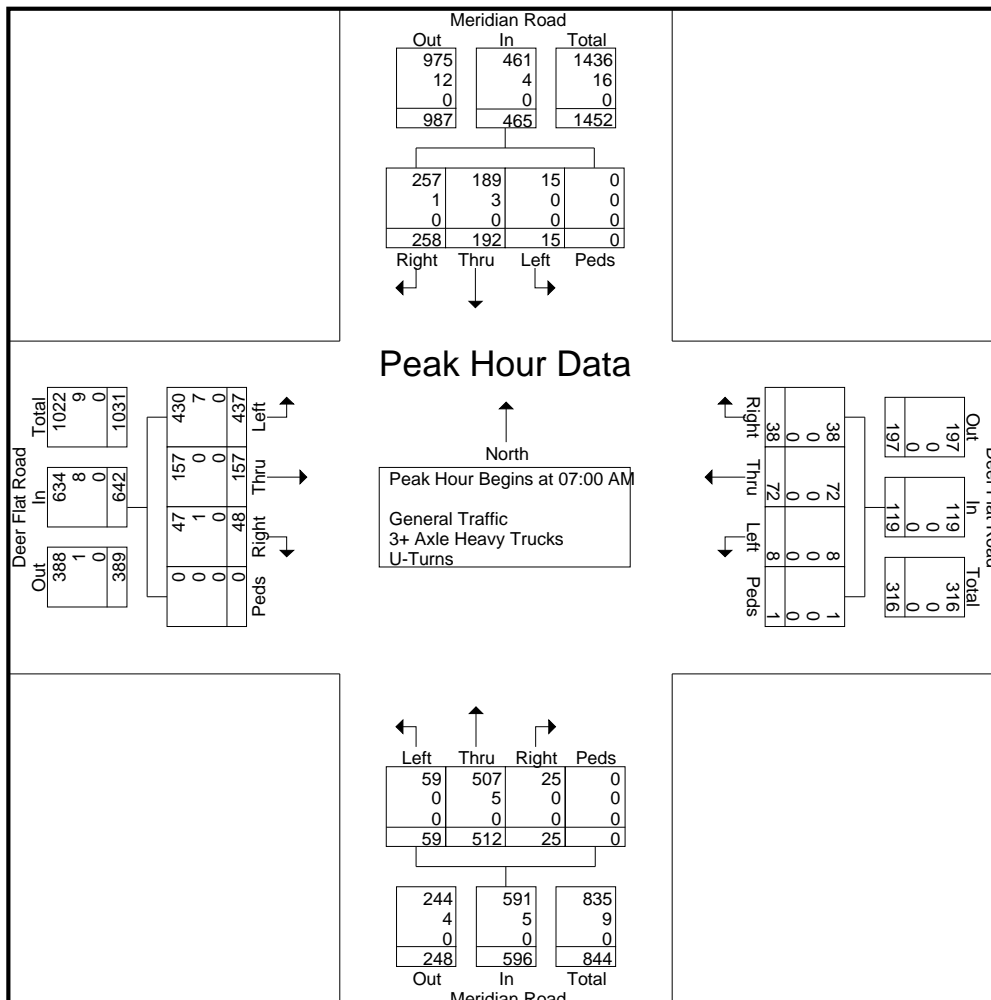 Meridian Road
Out In Total
975 461 1436
12 4 16
0 0 0
987 465 1452
257 189 15 0
1 3 0 0
0 0 0 0
258 192 15 0
Right Thru Left Peds
Peak Hour Data
North
Peak Hour Begins at 07:00 AM
General Traffic
3+ Axle Heavy Trucks
U-Turns
Deer Flat Road
Out In Total
388 634 1022
1 8 9
0 0 0
389 642 1031
Peds Right Thru Left
0 47 157 430
0 1 0 7
0 0 0 0
0 48 157 437
Right Thru Left Peds
38 72 8 1
0 0 0 0
0 0 0 0
38 72 8 1
Out In Total
197 119 316
0 0 0
0 0 0
197 119 316
Deer Flat Road
Left Thru Right Peds
59 507 25 0
0 5 0 0
0 0 0 0
59 512 25 0
244 591 835
4 5 9
0 0 0
248 596 844
Out In Total
Meridian Road